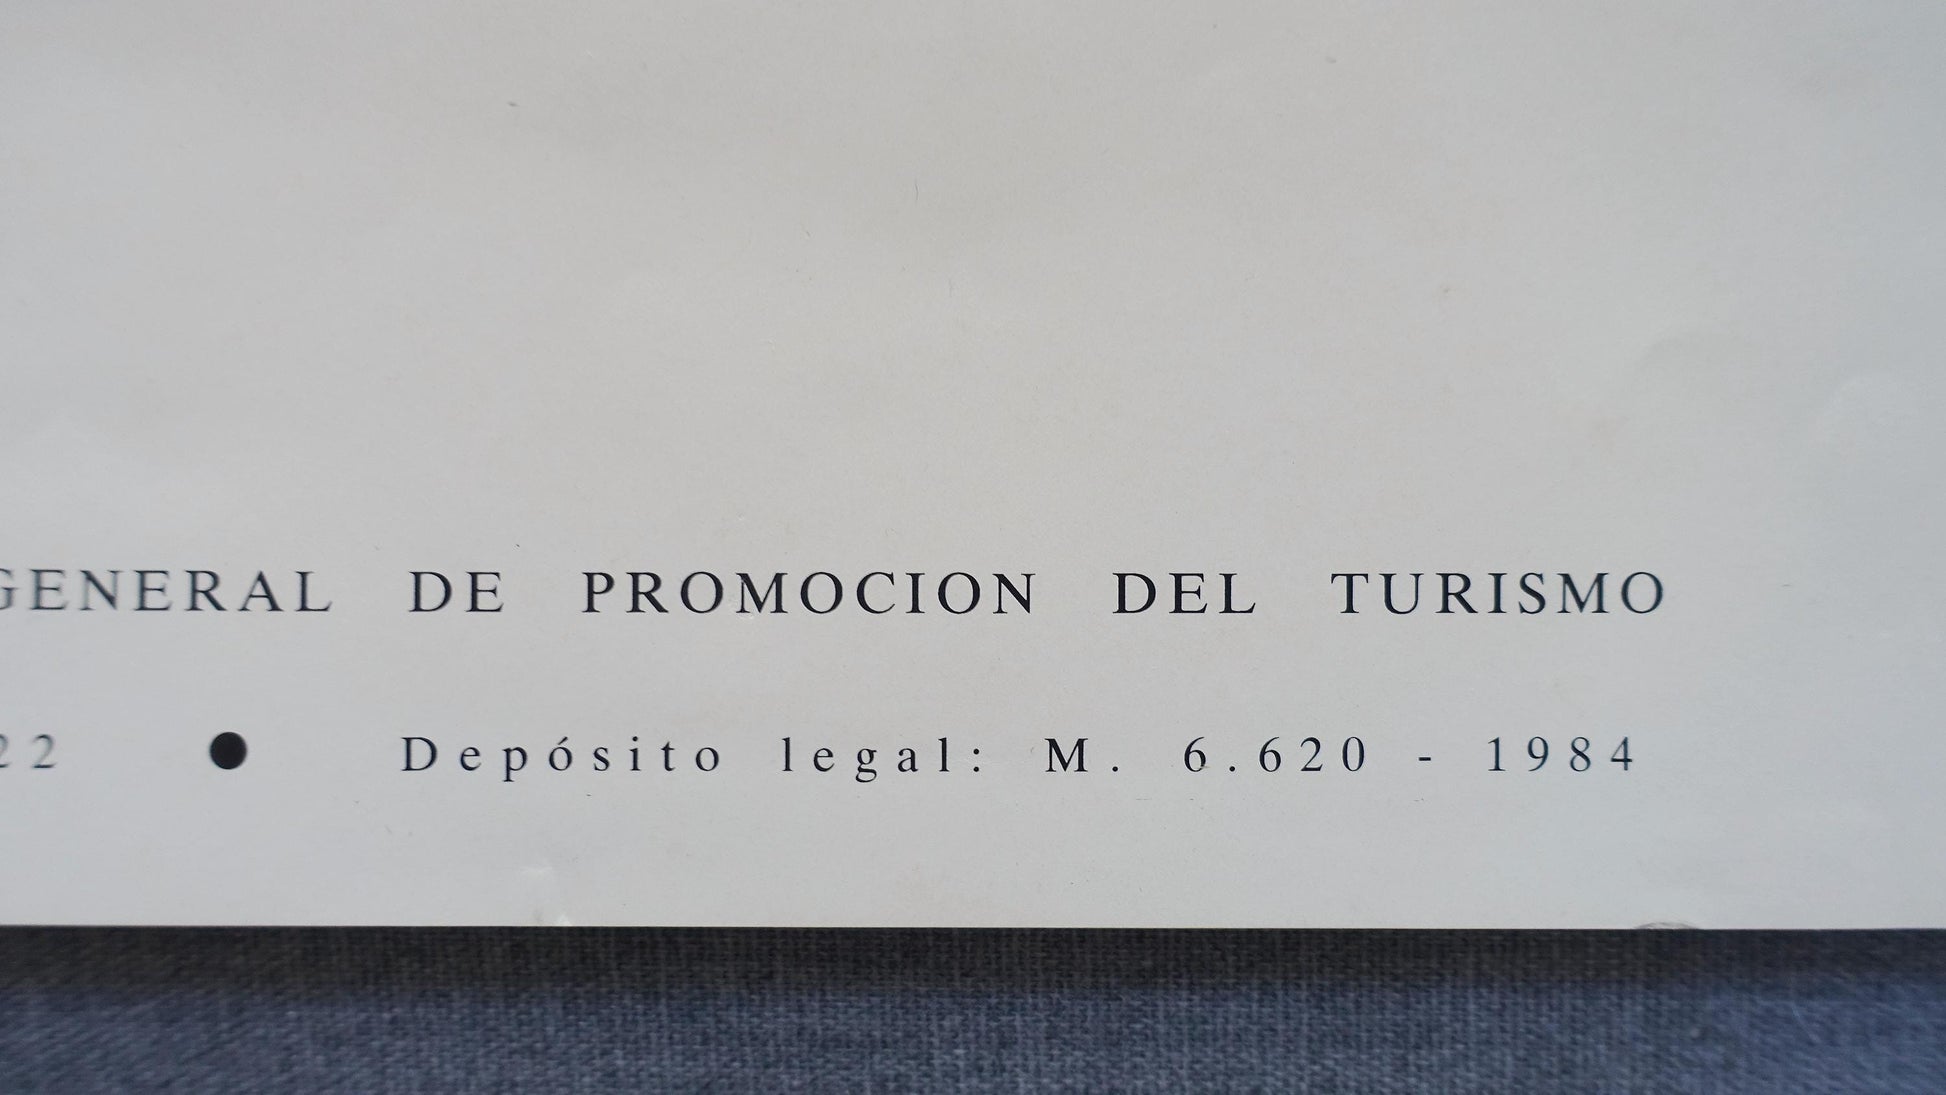 GENERAL DE PROMOCION DEL TURISMO
22 ● Depósito legal: M. 6.620 - 1984